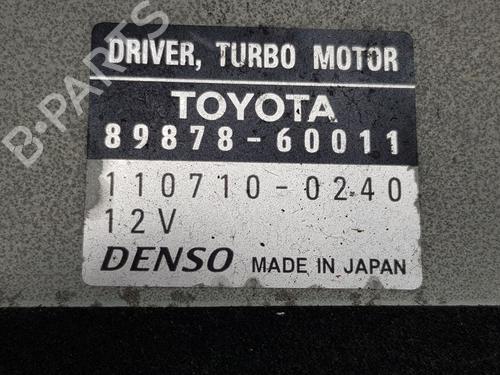 DRIVER, TURBO MOTOR
TOYOTA
89878-60011
110710-0240
12V
DENSO MADE IN JAPAN
B-PARTS